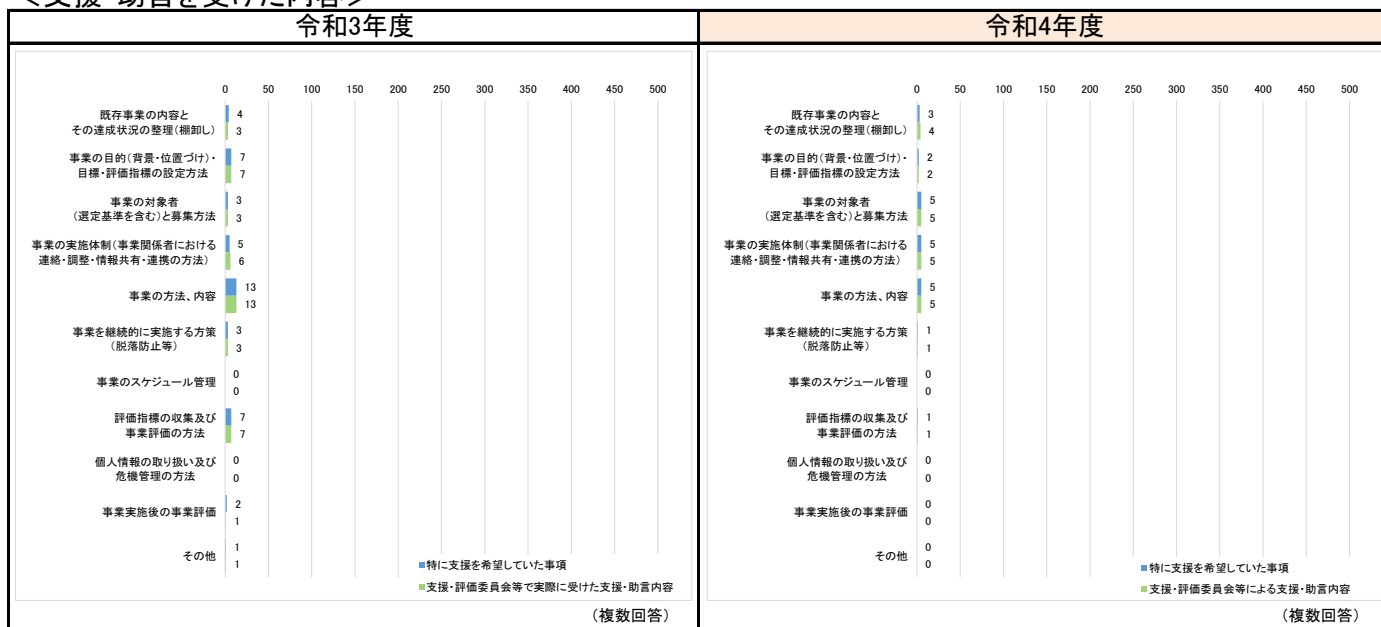 ＜支援・助言を受けた内容＞
令和3年度
0 50 100 150 200 250 300 350 400 450 500
既存事業の内容と
その達成状況の整理(棚卸し)
4
3
事業の目的(背景・位置づけ)・
目標・評価指標の設定方法
7
7
事業の対象者
(選定基準を含む)と募集方法
3
3
事業の実施体制(事業関係者における
連絡・調整・情報共有・連携の方法)
5
6
事業の方法、内容
13
13
事業を継続的に実施する方策
(脱落防止等)
3
3
事業のスケジュール管理
0
0
評価指標の収集及び
事業評価の方法
7
7
個人情報の取り扱い及び
危機管理の方法
0
0
事業実施後の事業評価
2
1
その他
1
1
特に支援を希望していた事項
支援・評価委員会等で実際に受けた支援・助言内容
(複数回答)
令和4年度
0 50 100 150 200 250 300 350 400 450 500
既存事業の内容と
その達成状況の整理(棚卸し)
3
4
事業の目的(背景・位置づけ)・
目標・評価指標の設定方法
2
2
事業の対象者
(選定基準を含む)と募集方法
5
5
事業の実施体制(事業関係者における
連絡・調整・情報共有・連携の方法)
5
5
事業の方法、内容
5
5
事業を継続的に実施する方策
(脱落防止等)
1
1
事業のスケジュール管理
0
0
評価指標の収集及び
事業評価の方法
1
1
個人情報の取り扱い及び
危機管理の方法
0
0
事業実施後の事業評価
0
0
その他
0
0
特に支援を希望していた事項
支援・評価委員会等による支援・助言内容
(複数回答)